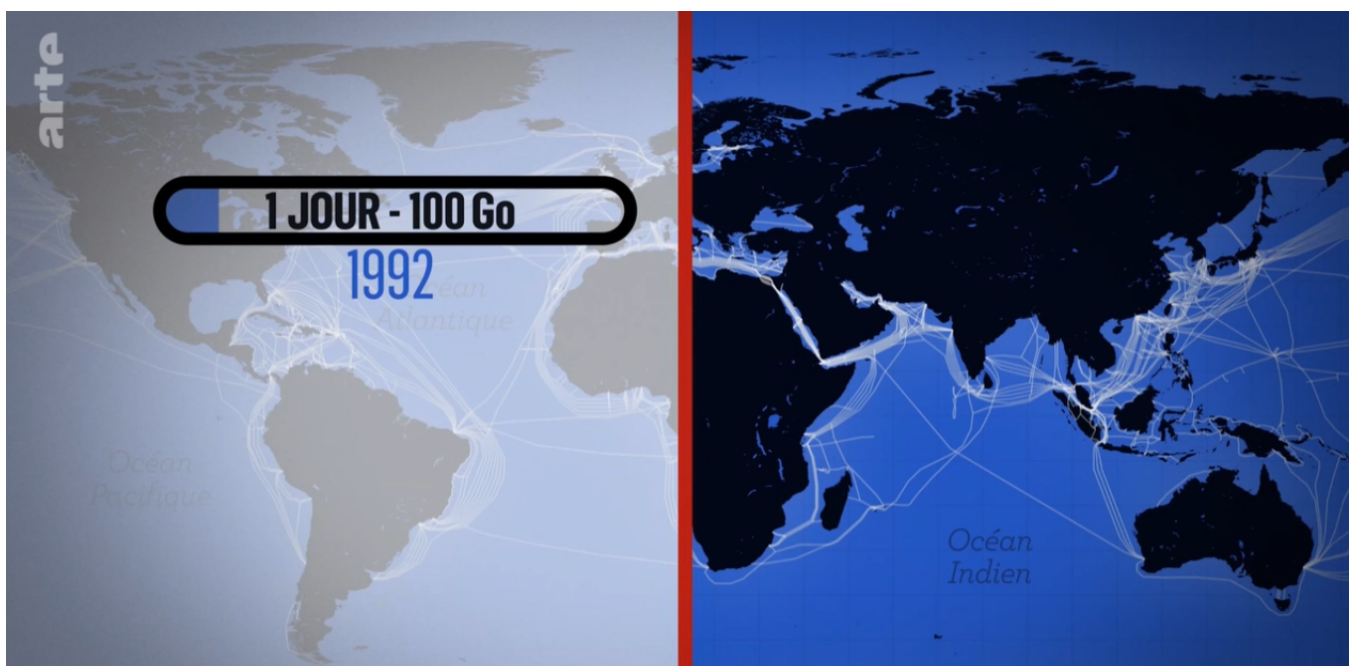 arte
1 JOUR - 100 Go
1992
Océan
Atlantique
Océan
Pacifique
Océan
Indien